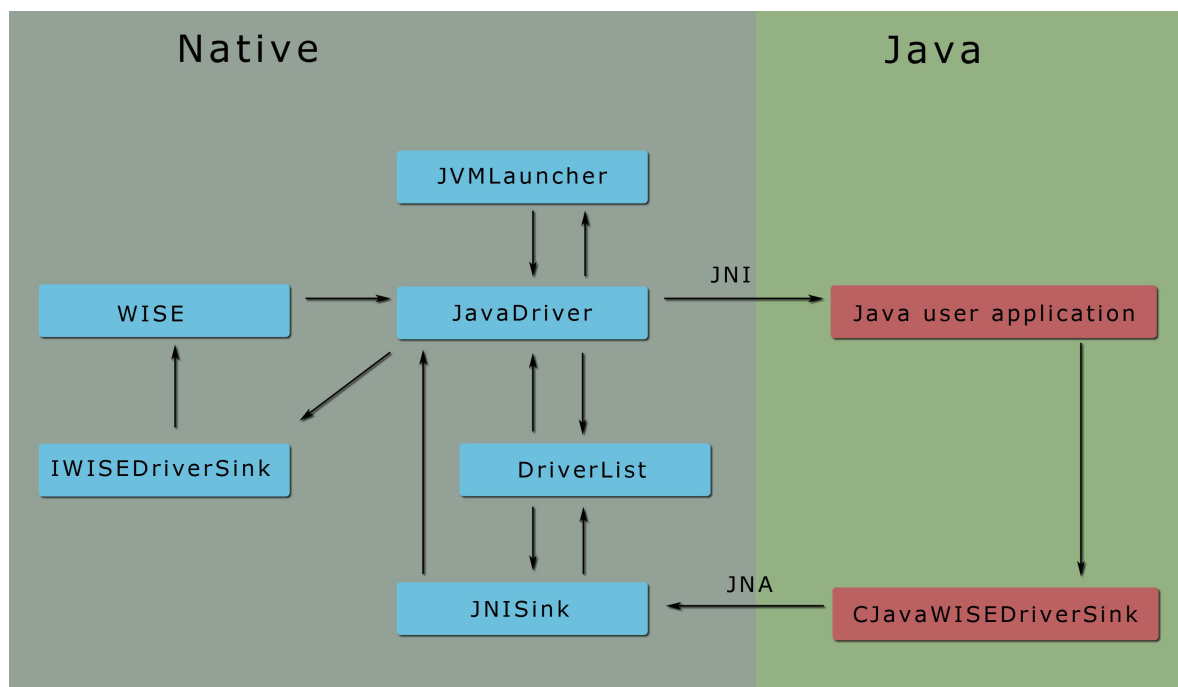 Native
Java
JVMLauncher
JNI
WISE
JavaDriver
Java user application
IWISEDriverSink
DriverList
JNA
JNISink
CJavaWISEDriverSink